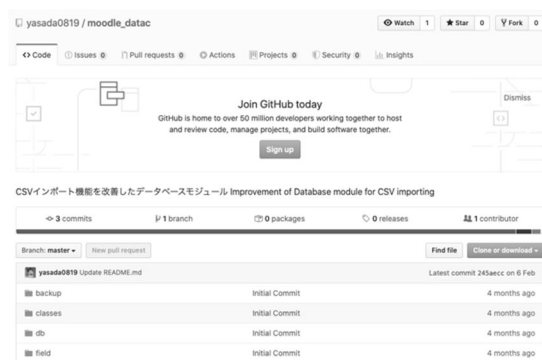 yasada0819 / moodle_datac
Watch 1 Star 0 Fork 0
Code Issues 0 Pull requests 0 Actions Projects 0 Security 0 Insights
Join GitHub today
Dismiss
GitHub is home to over 50 million developers working together to host
and review code, manage projects, and build software together.
Sign up
CSVインポート機能を改善したデータベースモジュール Improvement of Database module for CSV importing
3 commits 1 branch 0 packages 0 releases 1 contributor
Branch: master New pull request Find file Clone or download
yasada0819 Update README.md Latest commit 245aecc on 6 Feb
backup Initial Commit 4 months ago
classes Initial Commit 4 months ago
db Initial Commit 4 months ago
field Initial Commit 4 months ago